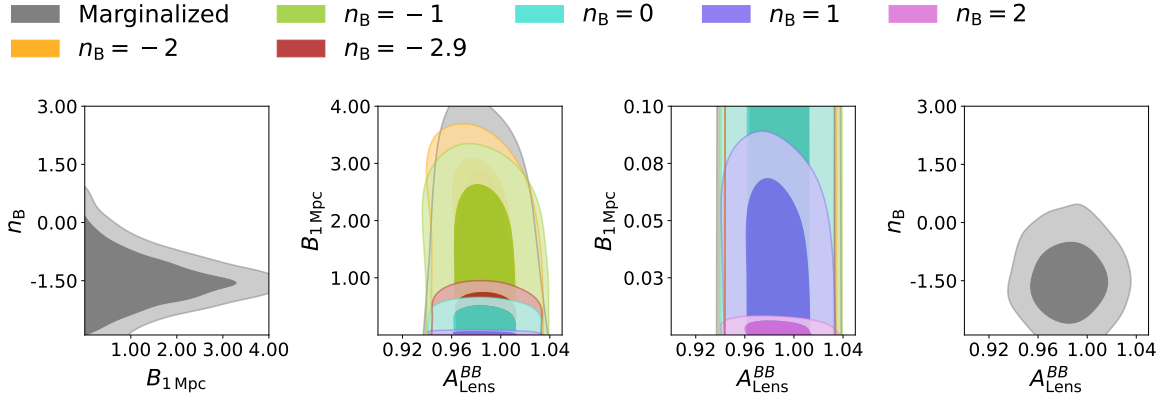 Marginalized n_B = −1 n_B = 0 n_B = 1 n_B = 2
n_B = −2 n_B = −2.9
3.00
1.50
0.00
-1.50
n_B
1.00 2.00 3.00 4.00
B_1 Mpc
4.00
3.00
2.00
1.00
B_1 Mpc
0.92 0.96 1.00 1.04
A^BB_Lens
0.10
0.08
0.05
0.03
B_1 Mpc
0.92 0.96 1.00 1.04
A^BB_Lens
3.00
1.50
0.00
-1.50
n_B
0.92 0.96 1.00 1.04
A^BB_Lens